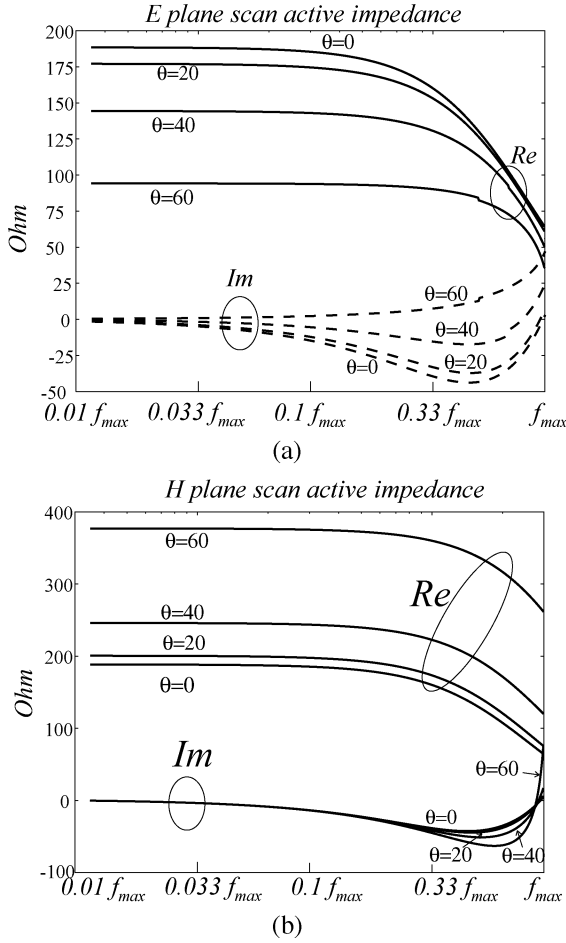 E plane scan active impedance
200
175
150
125
100
75
50
25
0
-25
-50
Ohm
θ=0
θ=20
θ=40
θ=60
Re
Im
θ=60
θ=40
θ=20
θ=0
0.01 fmax 0.033 fmax 0.1 fmax 0.33 fmax fmax
(a)
H plane scan active impedance
400
300
200
100
0
-100
Ohm
θ=60
θ=40
θ=20
θ=0
Re
Im
θ=60
θ=0
θ=20
θ=40
0.01 fmax 0.033 fmax 0.1 fmax 0.33 fmax fmax
(b)